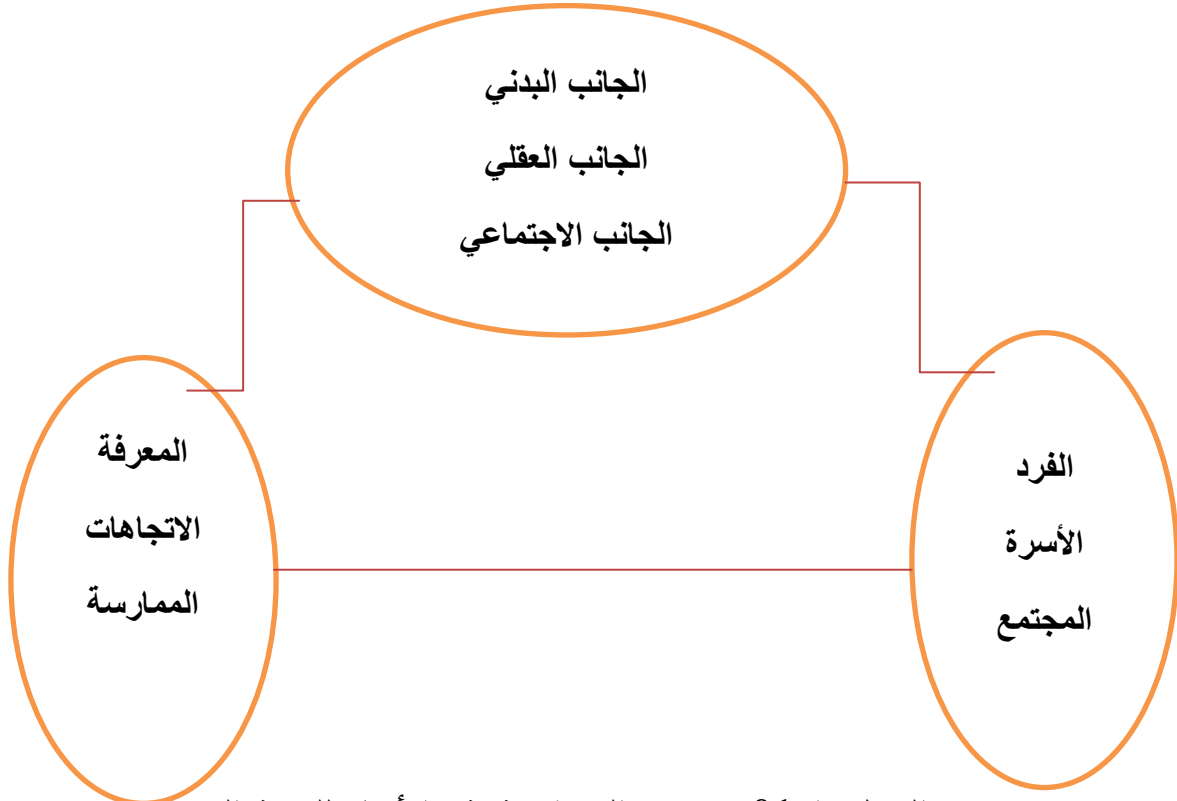 الجانب البدني
الجانب العقلي
الجانب الاجتماعي
الفرد
الأسرة
المجتمع
المعرفة
الاتجاهات
الممارسة